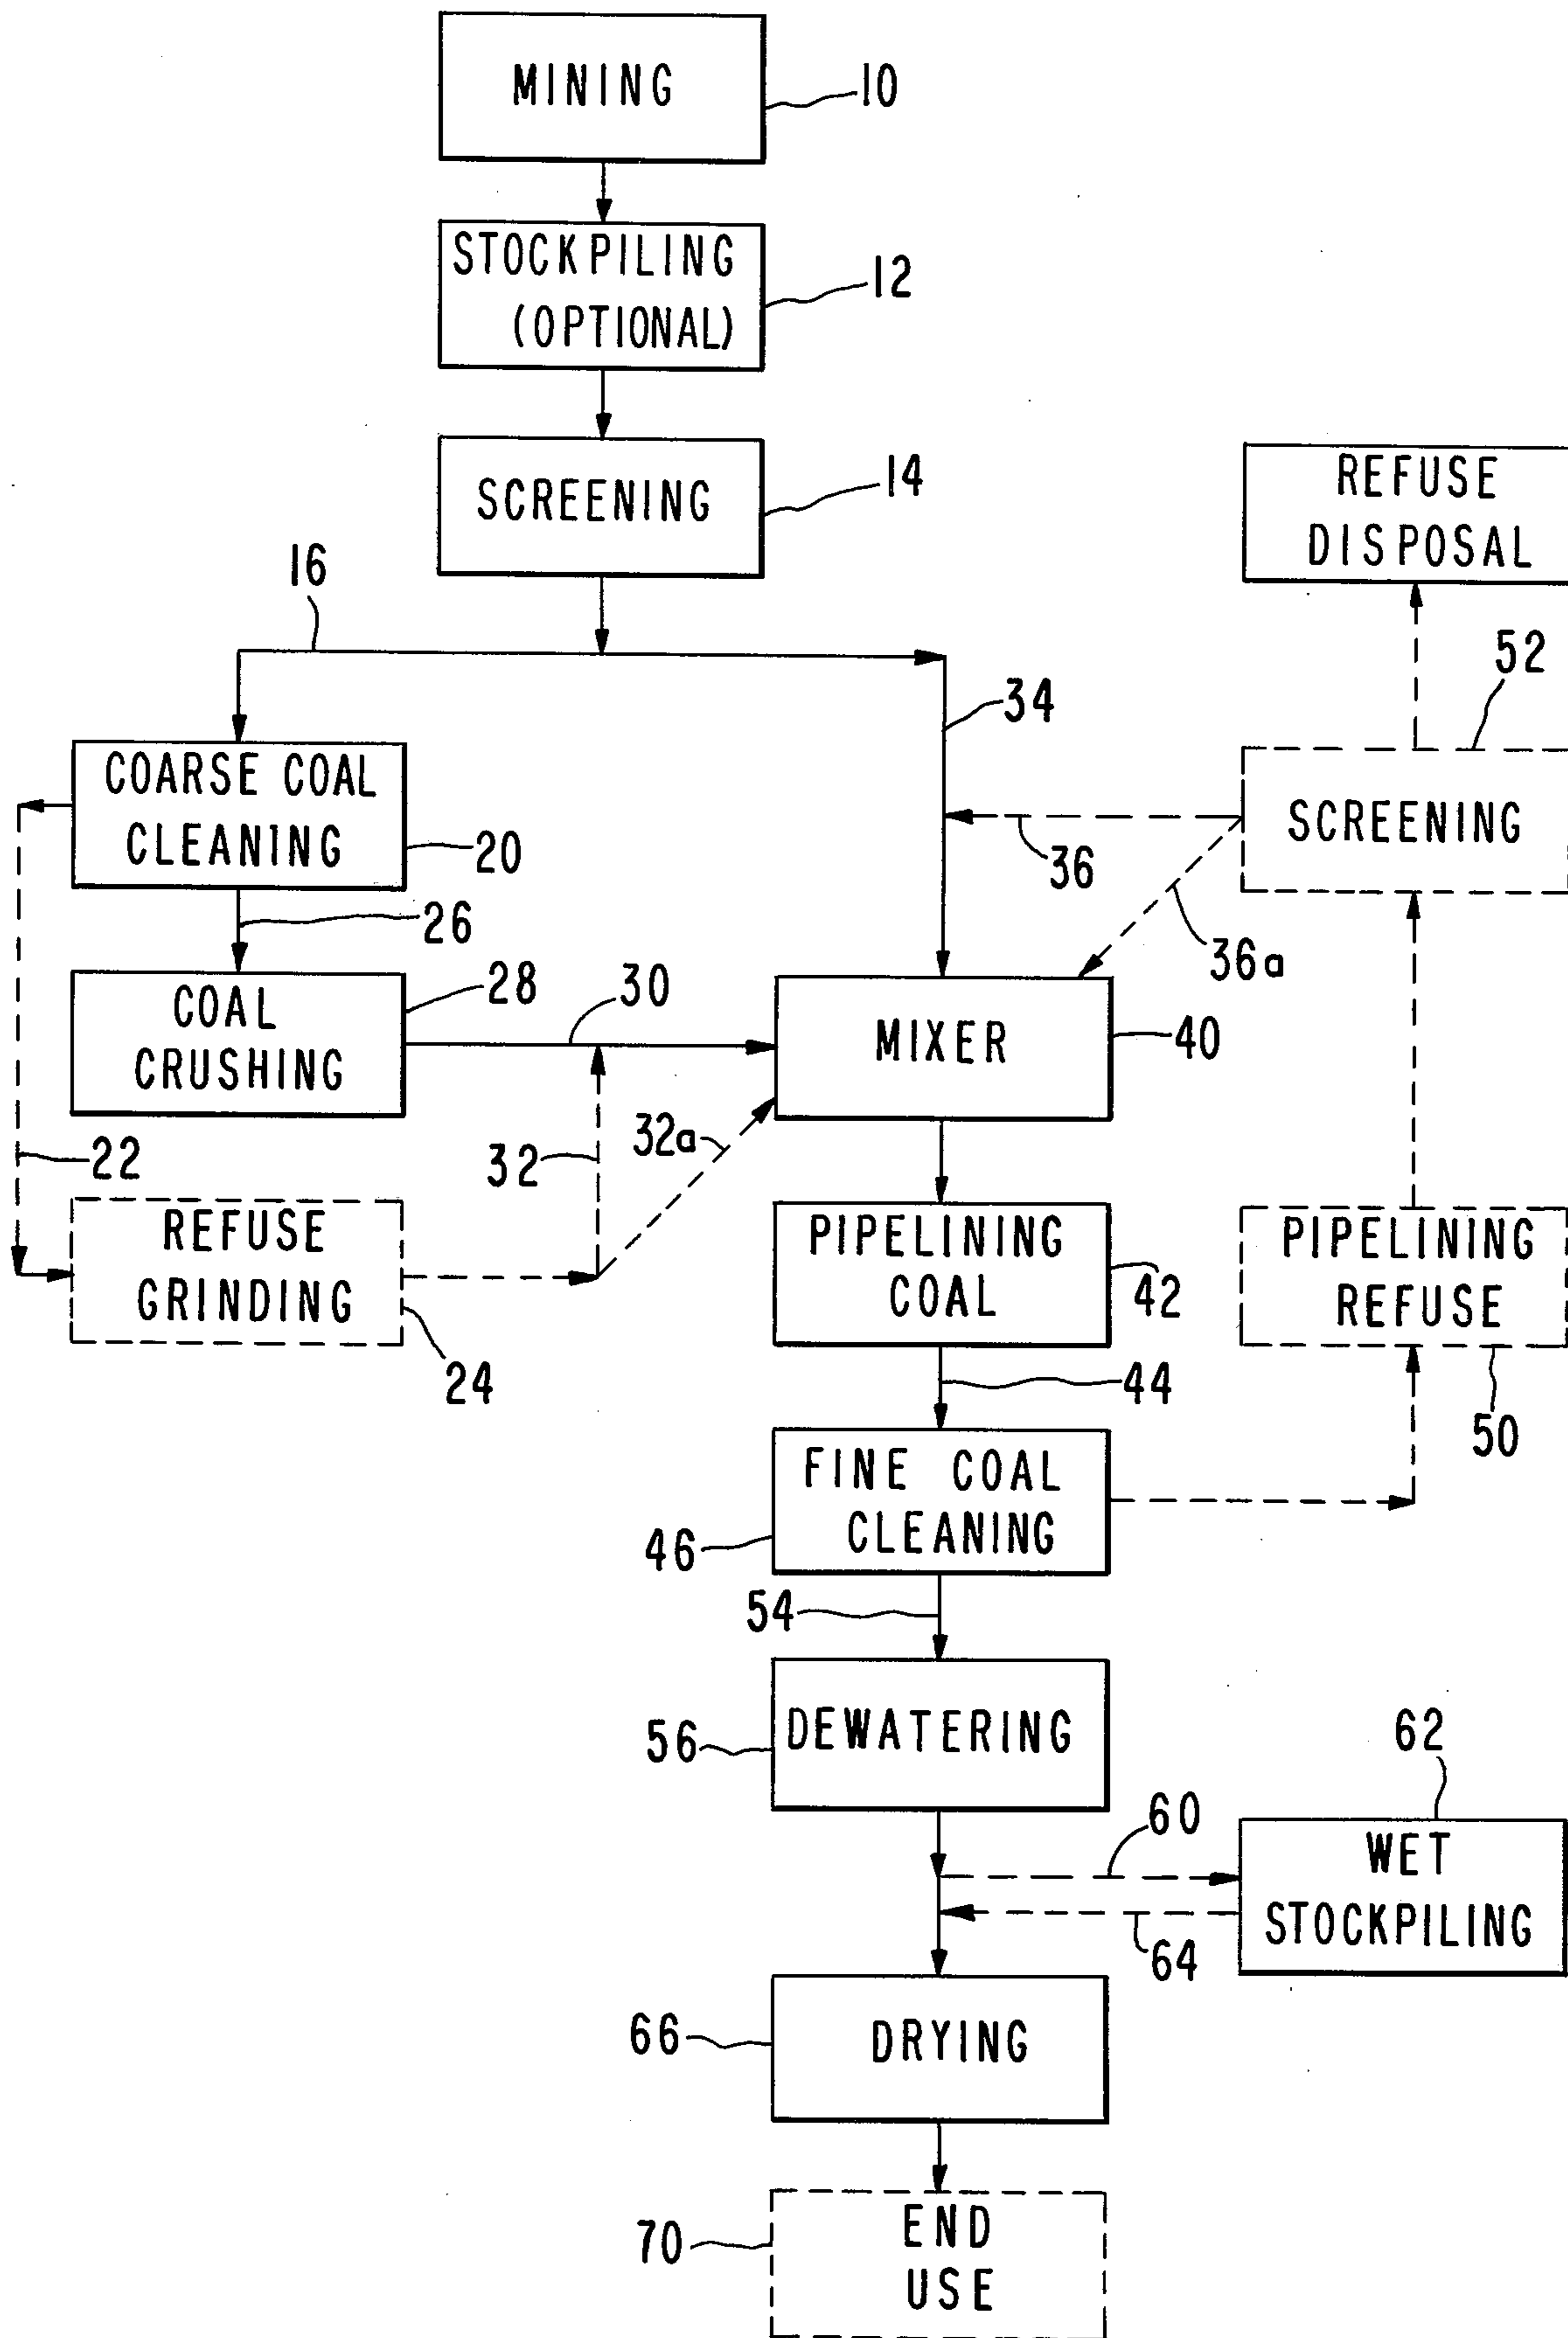 MINING
10
STOCKPILING
(OPTIONAL)
12
SCREENING
14
REFUSE
DISPOSAL
16
52
34
COARSE COAL
CLEANING
20
SCREENING
36
36a
26
COAL
CRUSHING
28
30
MIXER
40
22
32
32a
REFUSE
GRINDING
24
PIPELINING
COAL
42
PIPELINING
REFUSE
50
44
FINE COAL
CLEANING
46
54
DEWATERING
56
62
60
WET
STOCKPILING
64
DRYING
66
END
USE
70